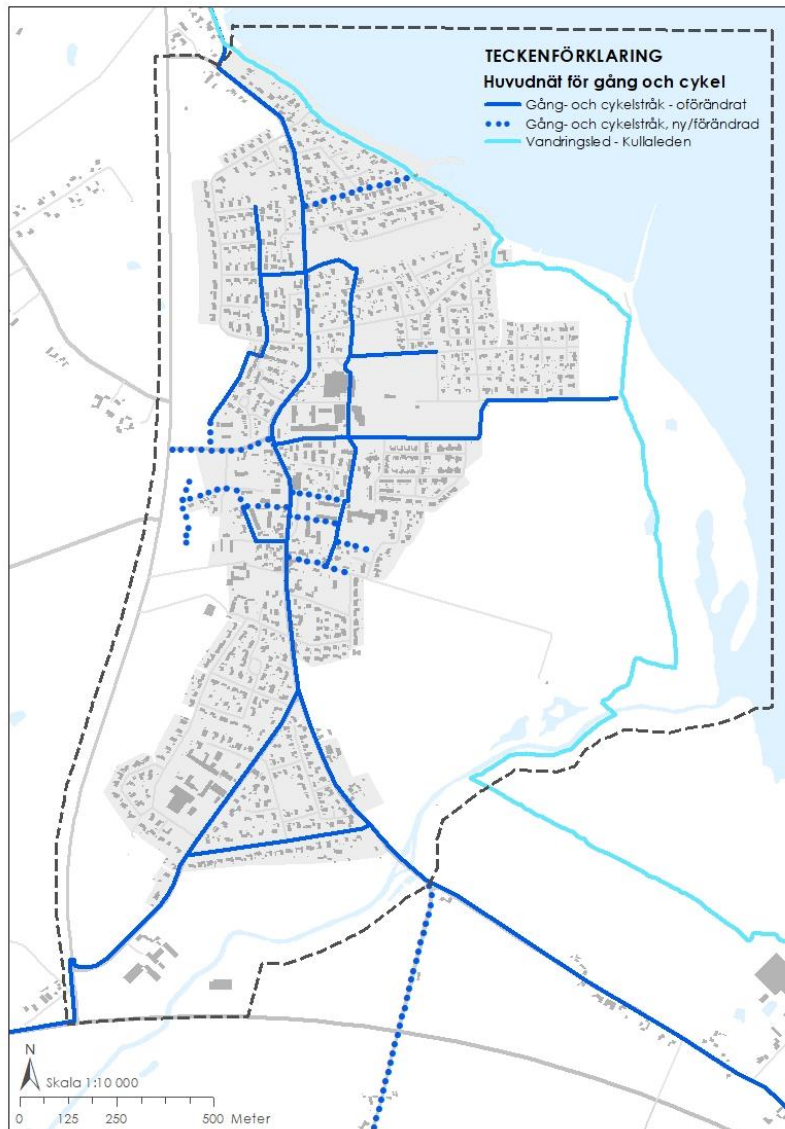 TECKENFÖRKLARING
Huvudnät för gång och cykel
Gång- och cykelstråk - oförändrat
Gång- och cykelstråk, ny/förändrad
Vandringsled - Kullaleden
N
Skala 1:10 000
0 125 250 500 Meter